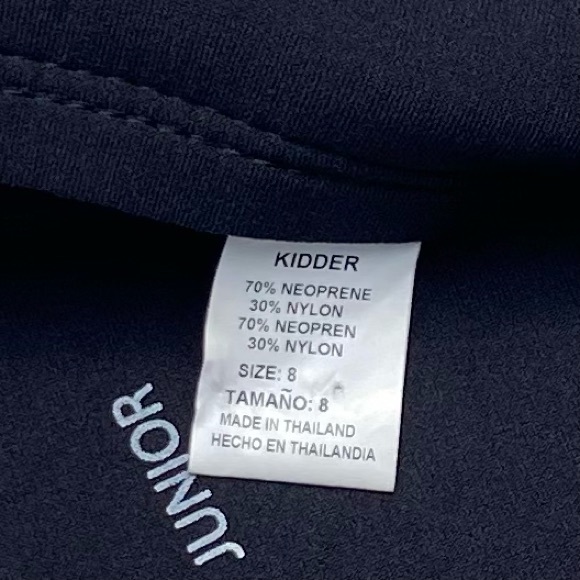 KIDDER
70% NEOPRENE
30% NYLON
70% NEOPREN
30% NYLON
SIZE: 8
TAMAÑO: 8
MADE IN THAILAND
HECHO EN THAILANDIA
JUNIOR